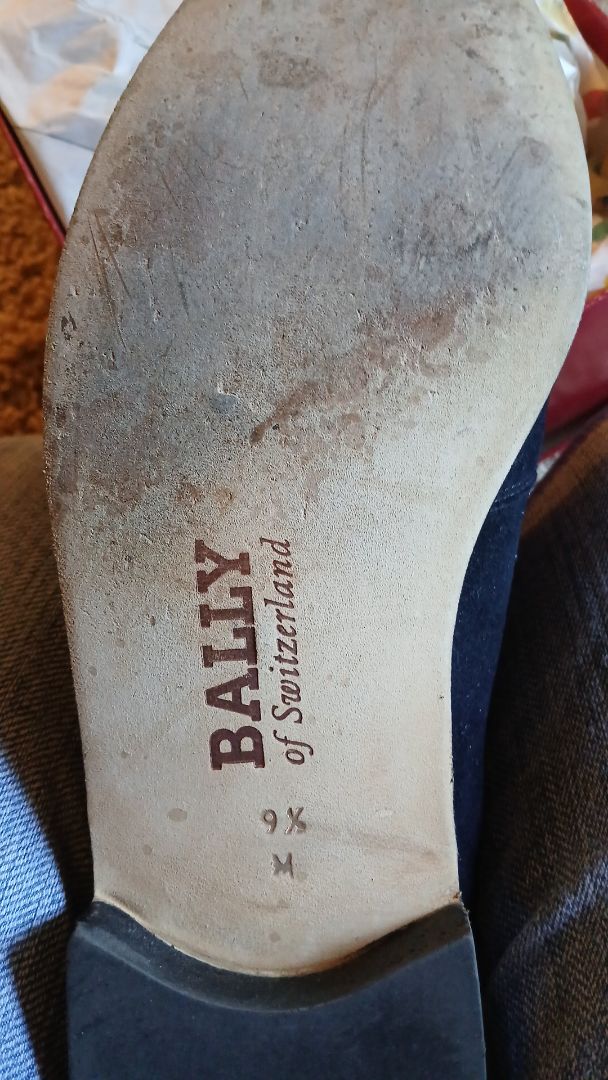 BALLY
of Switzerland
9½
M